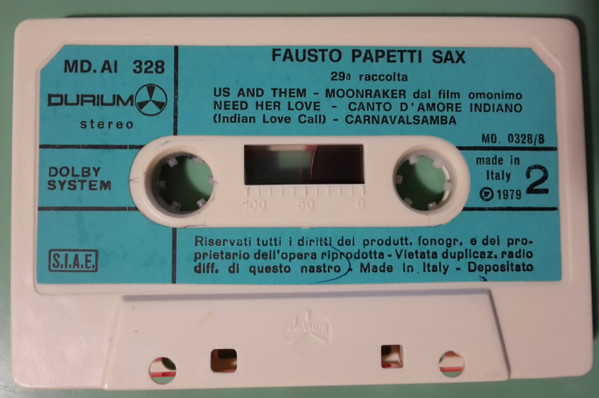 FAUSTO PAPETTI SAX
29a raccolta
US AND THEM - MOONRAKER dal film omonimo
NEED HER LOVE - CANTO D'AMORE INDIANO
(Indian Love Call) - CARNAVALSAMBA
MD. AI 328
DURIUM
stereo
MD. 0328/B
DOLBY
SYSTEM
100 50 0
made in
Italy
Ⓟ 1979
2
S.I.A.E.
Riservati tutti i diritti del produtt. fonogr. e del pro-
prietario dell'opera riprodotta - Vietata duplicaz. radio
diff. di questo nastro - Made in Italy - Depositato
durium